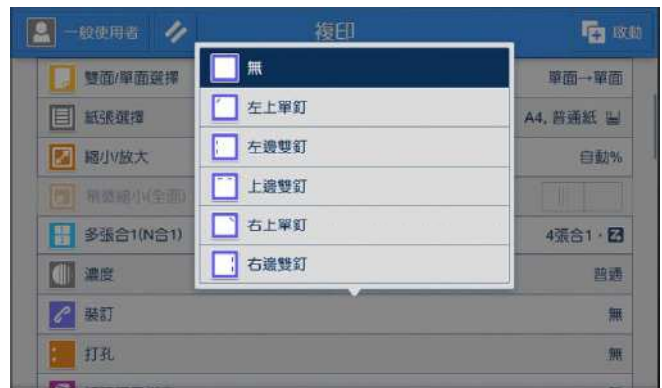 一般使用者 複印 啟動
雙面/單面選擇 單面→單面
紙張選擇 A4, 普通紙
縮小/放大 自動%
無
左上單釘
左邊雙釘
上邊雙釘
右上單釘
右邊雙釘
多張合1(N合1) 4張合1,
濃度 普通
裝訂 無
打孔 無